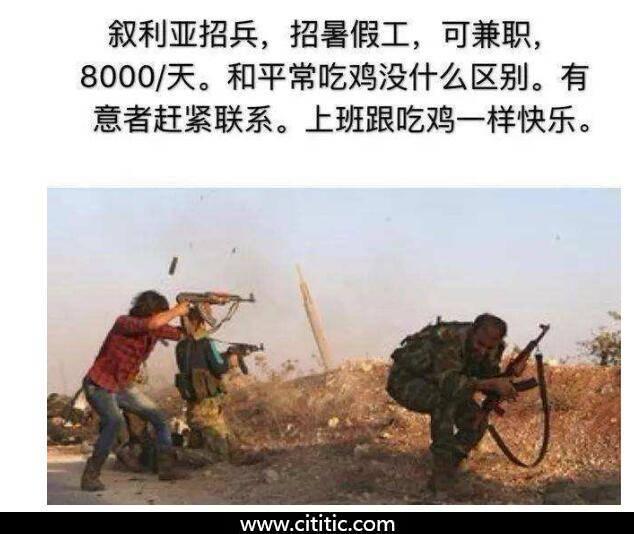 叙利亚招兵，招暑假工，可兼职，
8000/天。和平常吃鸡没什么区别。有
意者赶紧联系。上班跟吃鸡一样快乐。
www.cititic.com